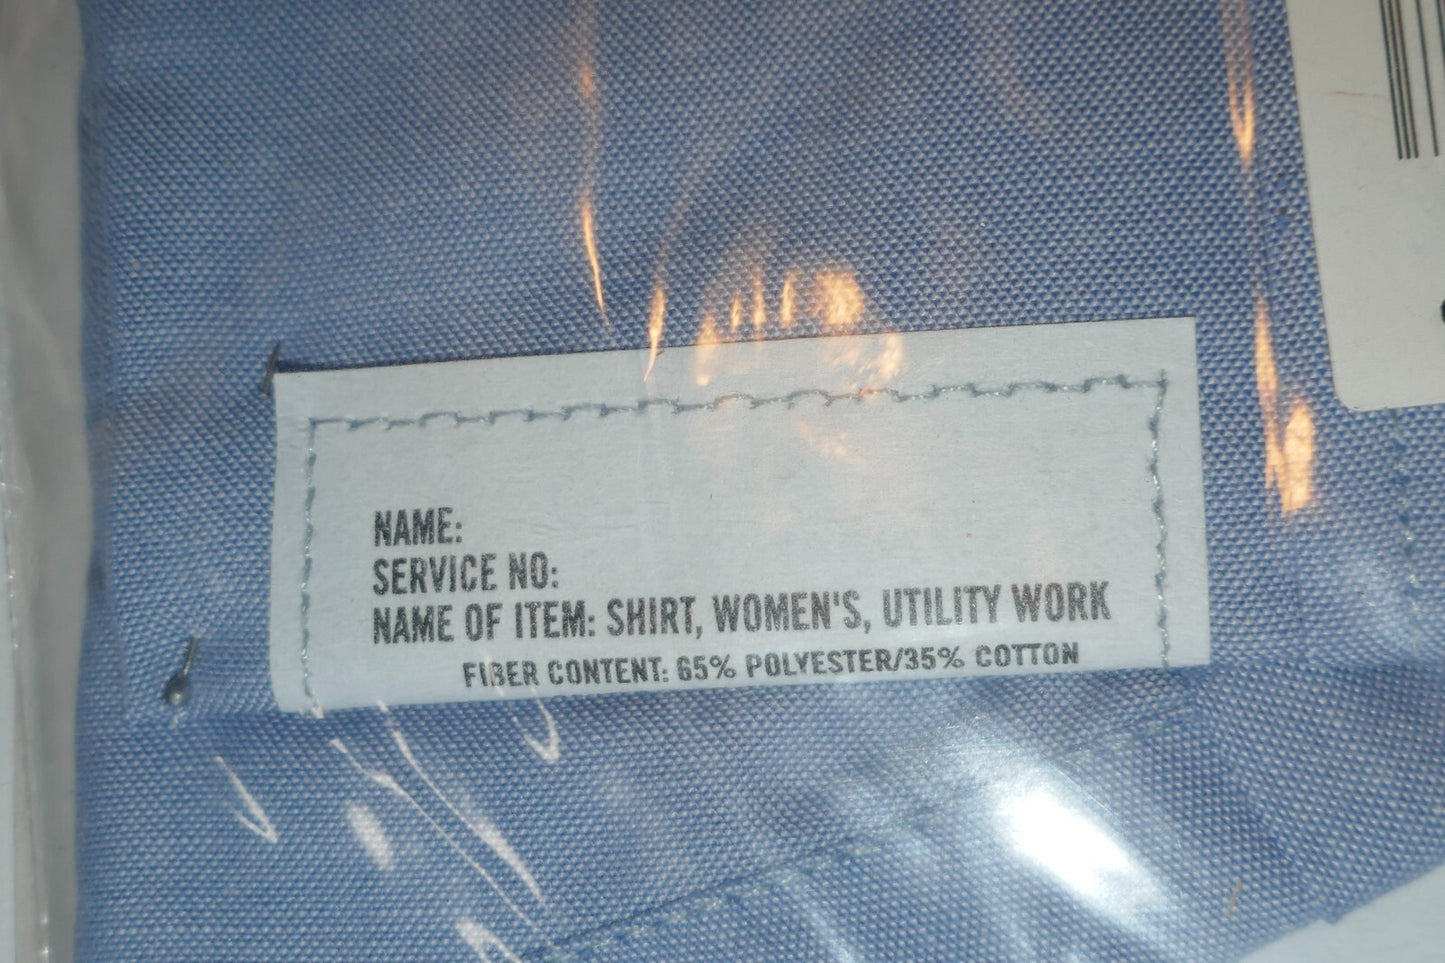 NAME:
SERVICE NO:
NAME OF ITEM: SHIRT, WOMEN'S, UTILITY WORK
FIBER CONTENT: 65% POLYESTER/35% COTTON